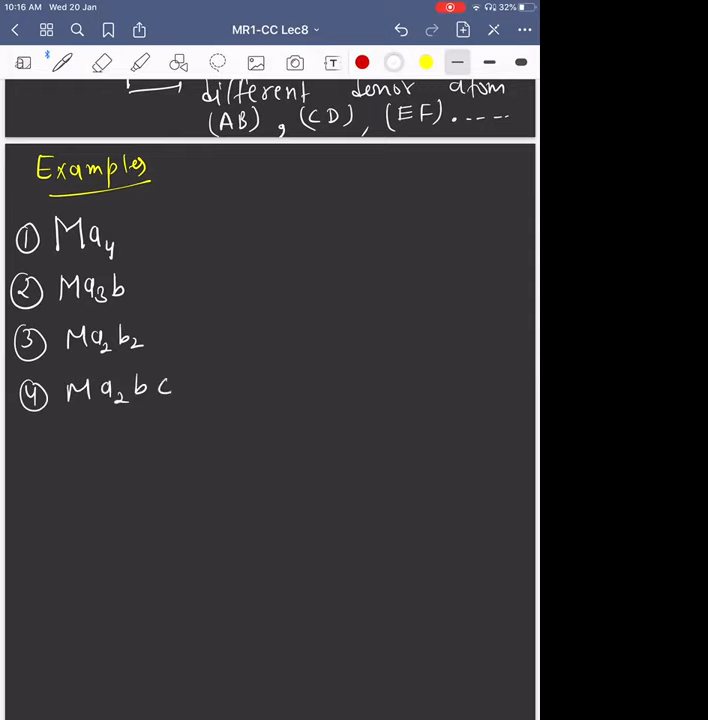 10:16 AM Wed 20 Jan 32%
MR1-CC Lec8
T
different donor atom
(AB), (CD), (EF).....
Examples
① Ma₄
② Ma₃b
③ Ma₂b₂
④ Ma₂bc